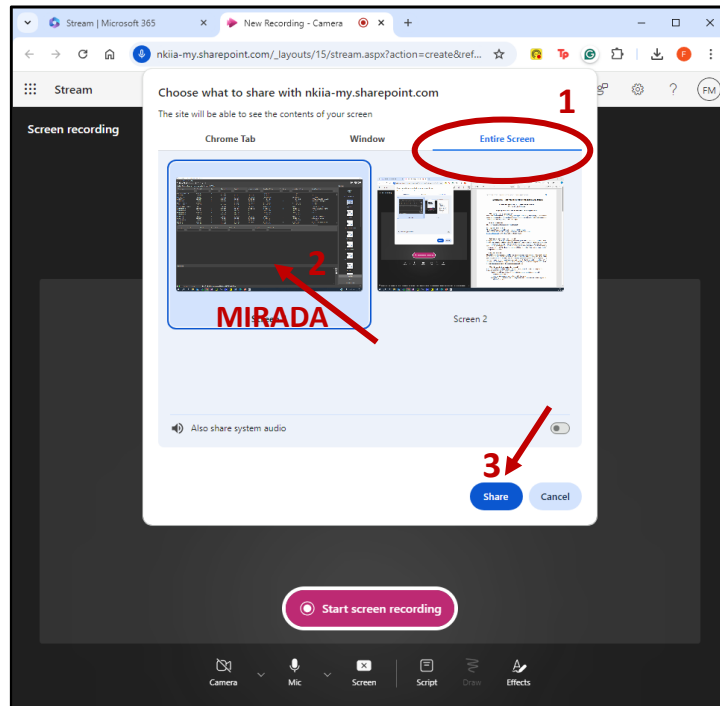 Stream | Microsoft 365
New Recording - Camera
nkiia-my.sharepoint.com/_layouts/15/stream.aspx?action=create&ref...
Stream
FM
Choose what to share with nkiia-my.sharepoint.com
1
The site will be able to see the contents of your screen
Screen recording
Chrome Tab
Window
Entire Screen
2
MIRADA
Screen 2
Also share system audio
3
Share
Cancel
Start screen recording
Camera
Mic
Screen
Script
Draw
Effects